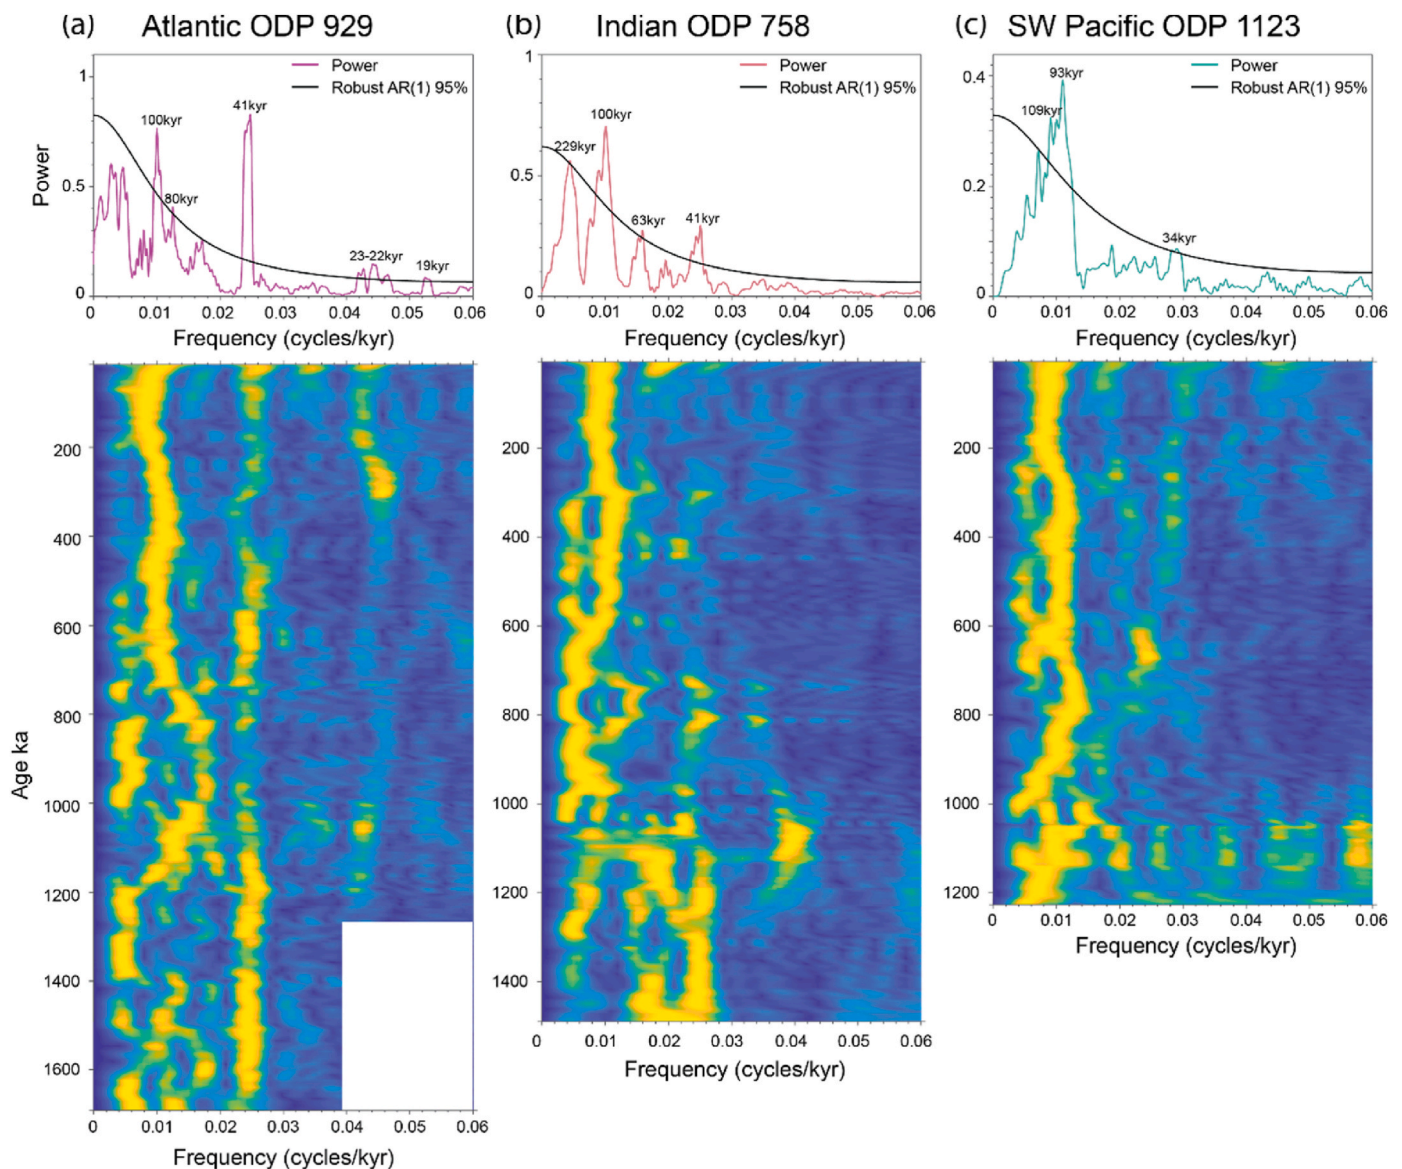 (a) Atlantic ODP 929
(b) Indian ODP 758
(c) SW Pacific ODP 1123
Power
1
0.5
0
Power
Robust AR(1) 95%
100kyr
80kyr
41kyr
23-22kyr
19kyr
0 0.01 0.02 0.03 0.04 0.05 0.06
Frequency (cycles/kyr)
1
0.5
0
Power
Robust AR(1) 95%
229kyr
100kyr
63kyr
41kyr
0 0.01 0.02 0.03 0.04 0.05 0.06
Frequency (cycles/kyr)
0.4
0.2
0
Power
Robust AR(1) 95%
93kyr
109kyr
34kyr
0 0.01 0.02 0.03 0.04 0.05 0.06
Frequency (cycles/kyr)
Age ka
200
400
600
800
1000
1200
1400
1600
0 0.01 0.02 0.03 0.04 0.05 0.06
Frequency (cycles/kyr)
200
400
600
800
1000
1200
1400
0 0.01 0.02 0.03 0.04 0.05 0.06
Frequency (cycles/kyr)
200
400
600
800
1000
1200
0 0.01 0.02 0.03 0.04 0.05 0.06
Frequency (cycles/kyr)